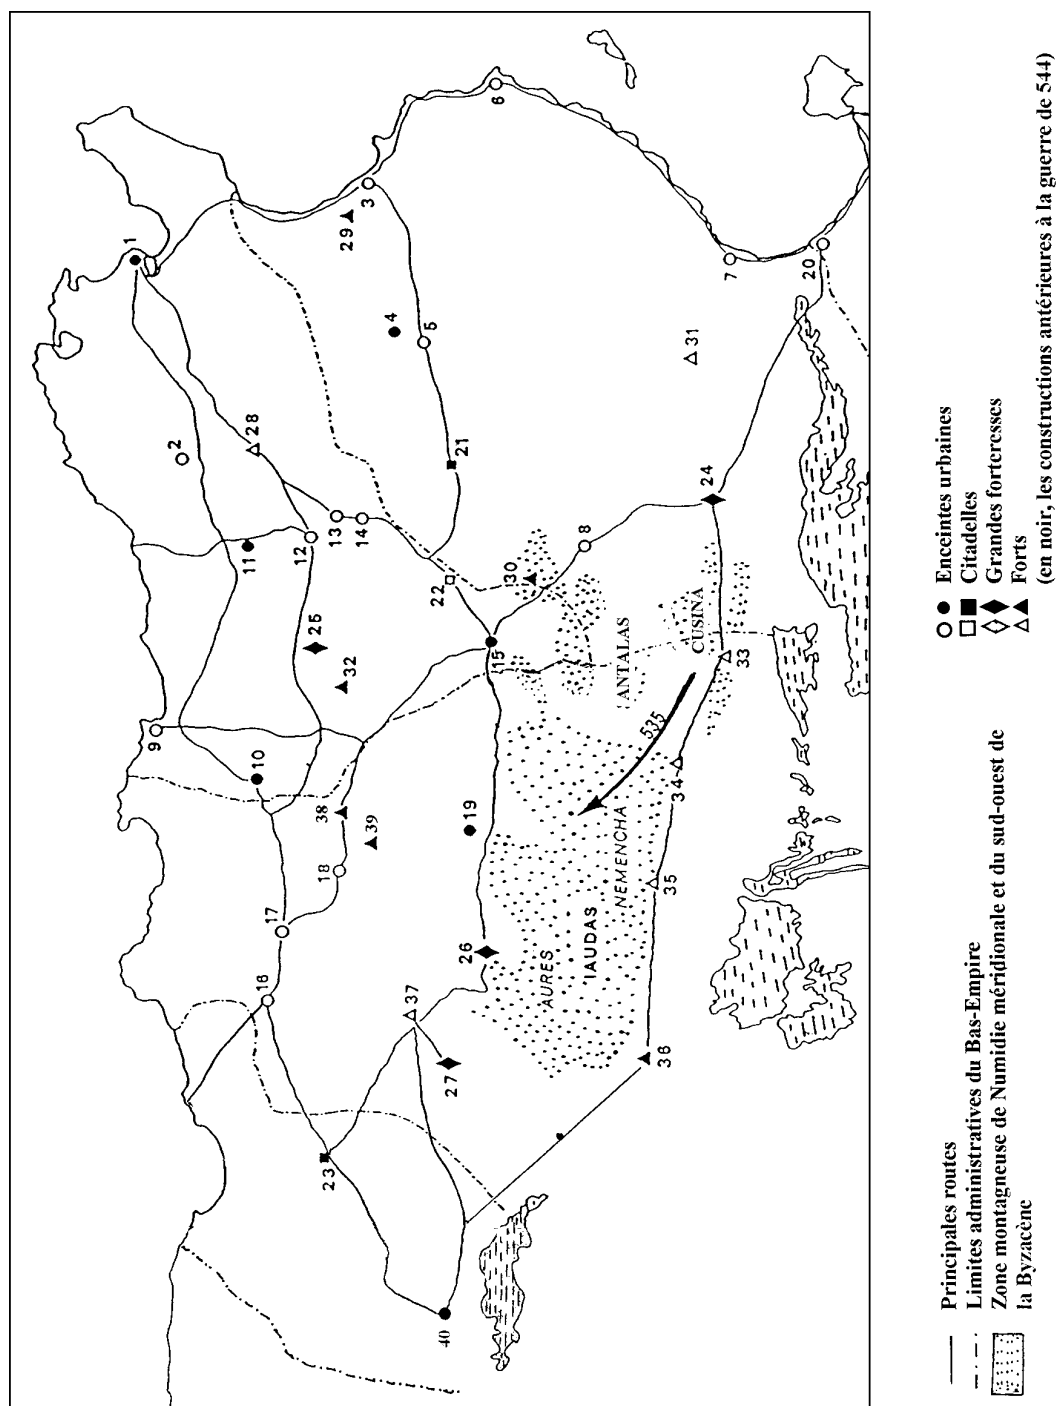 1
2
3
4
5
6
7
8
9
10
11
12
13
14
15
16
17
18
19
20
21
22
23
24
25
26
27
28
29
30
31
32
33
34
35
36
37
38
39
40
ANTALAS
CUSINA
535
NEMENCHA
IAUDAS
AURES
Principales routes
Limites administratives du Bas-Empire
Zone montagneuse de Numidie méridionale et du sud-ouest de
la Byzacène
Enceintes urbaines
Citadelles
Grandes forteresses
Forts
(en noir, les constructions antérieures à la guerre de 544)